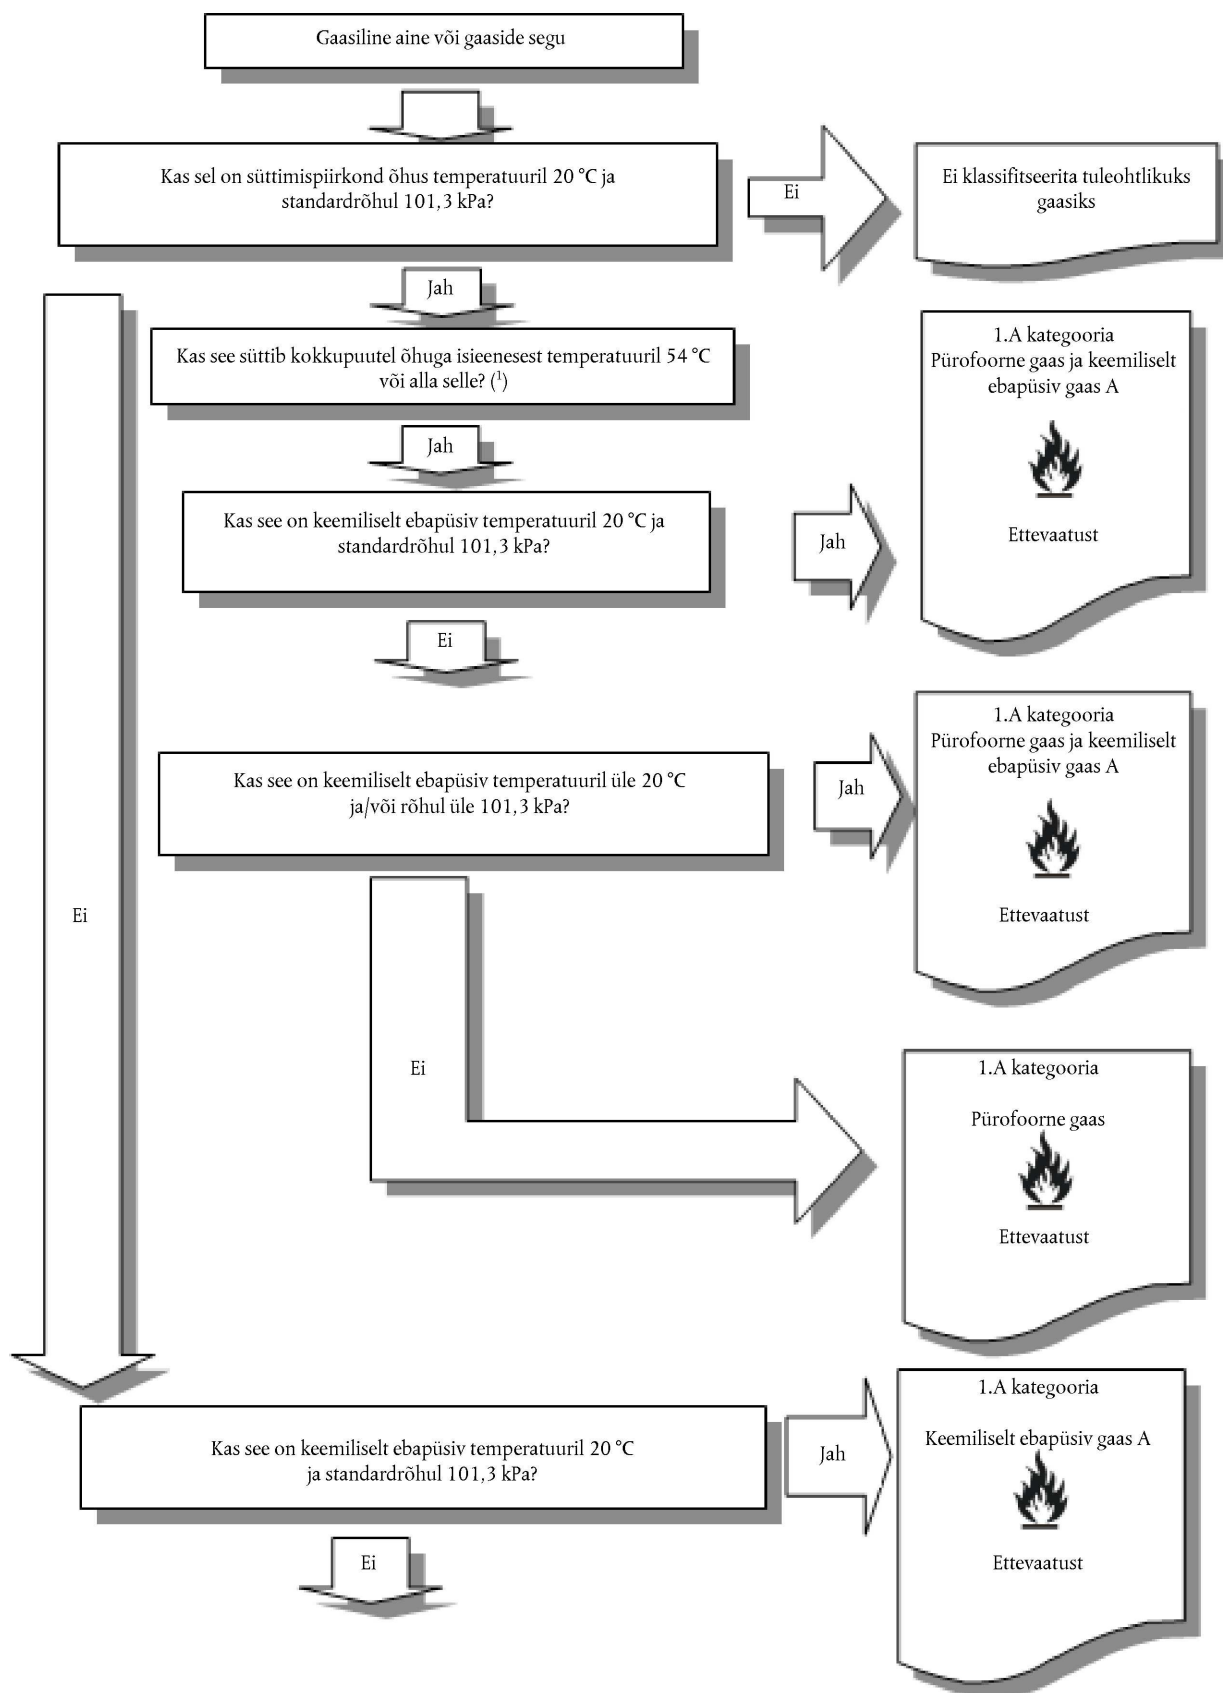 Gaasiline aine või gaaside segu
Kas sel on süttimispiirkond õhus temperatuuril 20 °C ja
standardrõhul 101,3 kPa?
Ei
Ei klassifitseerita tuleohtlikuks
gaasiks
Jah
Kas see süttib kokkupuutel õhuga isieenesest temperatuuril 54 °C
või alla selle? (¹)
1.A kategooria
Pürofoorne gaas ja keemiliselt
ebapüsiv gaas A
Ettevaatust
Jah
Kas see on keemiliselt ebapüsiv temperatuuril 20 °C ja
standardrõhul 101,3 kPa?
Jah
Ei
Kas see on keemiliselt ebapüsiv temperatuuril üle 20 °C
ja/või rõhul üle 101,3 kPa?
Jah
1.A kategooria
Pürofoorne gaas ja keemiliselt
ebapüsiv gaas A
Ettevaatust
Ei
Ei
1.A kategooria
Pürofoorne gaas
Ettevaatust
Kas see on keemiliselt ebapüsiv temperatuuril 20 °C
ja standardrõhul 101,3 kPa?
Jah
1.A kategooria
Keemiliselt ebapüsiv gaas A
Ettevaatust
Ei